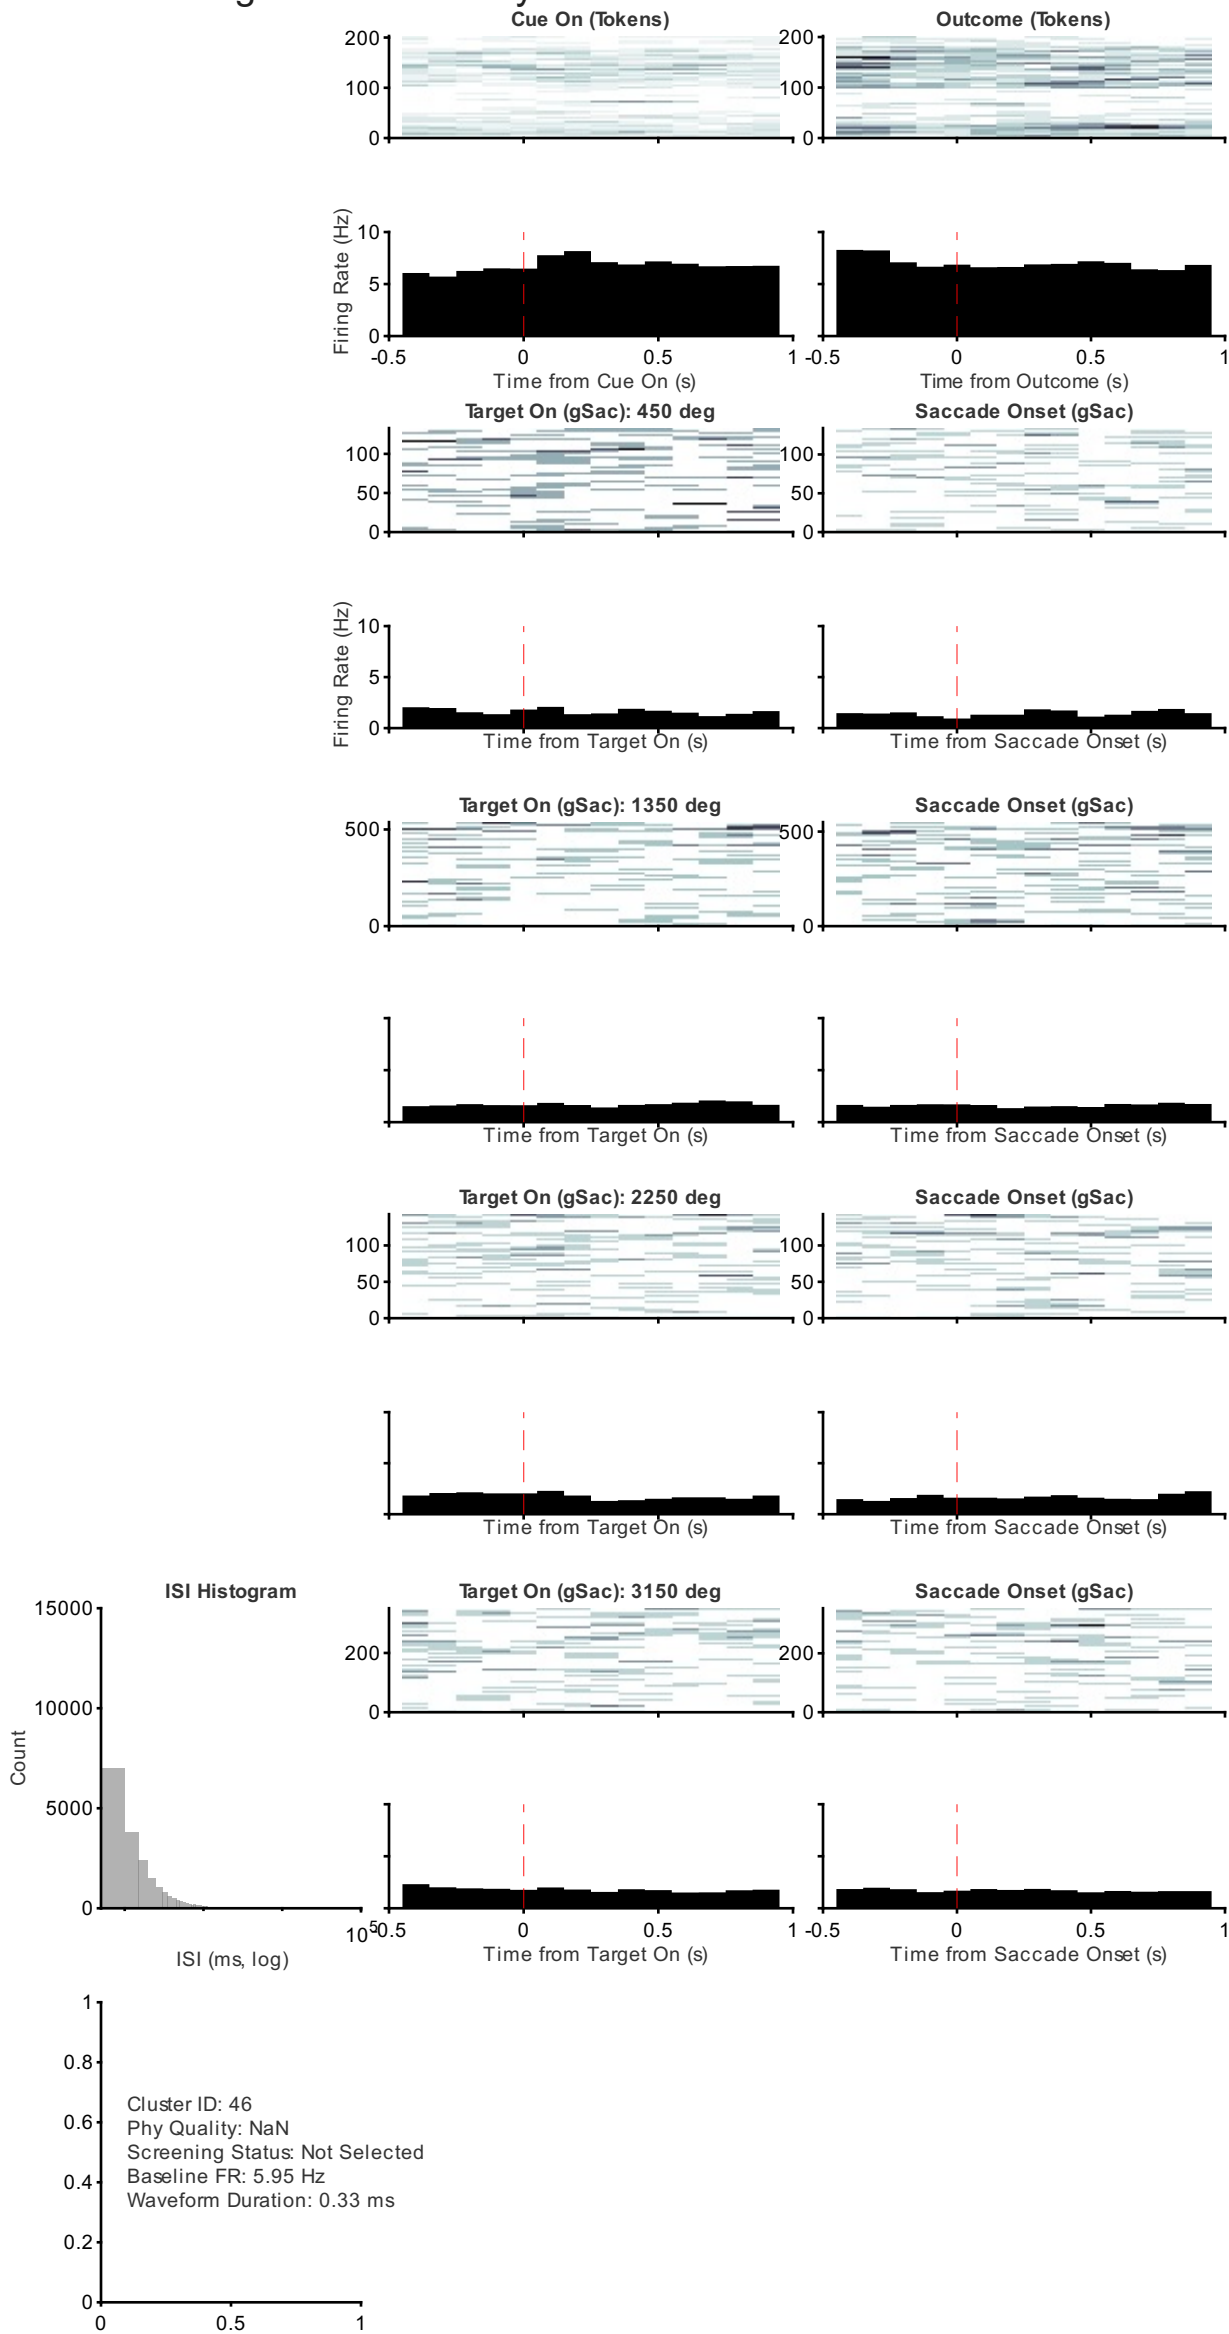 Cue On (Tokens)
Outcome (Tokens)
200
100
0
200
100
0
Firing Rate (Hz)
10
5
0
-0.5 0 0.5 1
-0.5 0 0.5 1
Time from Cue On (s)
Time from Outcome (s)
Target On (gSac): 450 deg
Saccade Onset (gSac)
100
50
0
100
50
0
Firing Rate (Hz)
10
5
0
Time from Target On (s)
Time from Saccade Onset (s)
Target On (gSac): 1350 deg
Saccade Onset (gSac)
500
0
500
0
Time from Target On (s)
Time from Saccade Onset (s)
Target On (gSac): 2250 deg
Saccade Onset (gSac)
100
50
0
100
50
0
Time from Target On (s)
Time from Saccade Onset (s)
ISI Histogram
Target On (gSac): 3150 deg
Saccade Onset (gSac)
15000
10000
5000
0
Count
10⁵
ISI (ms, log)
200
0
200
0
-0.5 0 0.5 1
-0.5 0 0.5 1
Time from Target On (s)
Time from Saccade Onset (s)
1
0.8
0.6
0.4
0.2
0
Cluster ID: 46
Phy Quality: NaN
Screening Status: Not Selected
Baseline FR: 5.95 Hz
Waveform Duration: 0.33 ms
0 0.5 1